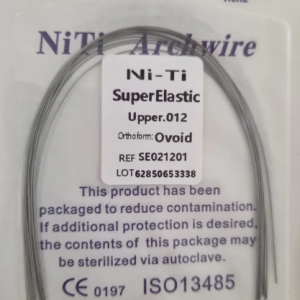 NiTi Archwire
Ni-Ti
SuperElastic
Upper.012
Orthoform: Ovoid
REF SE021201
LOT62850653338
This product has been
packaged to reduce contamination.
If additional protection is desired,
the contents of this package may
be sterilized via autoclave.
CE 0197 ISO13485